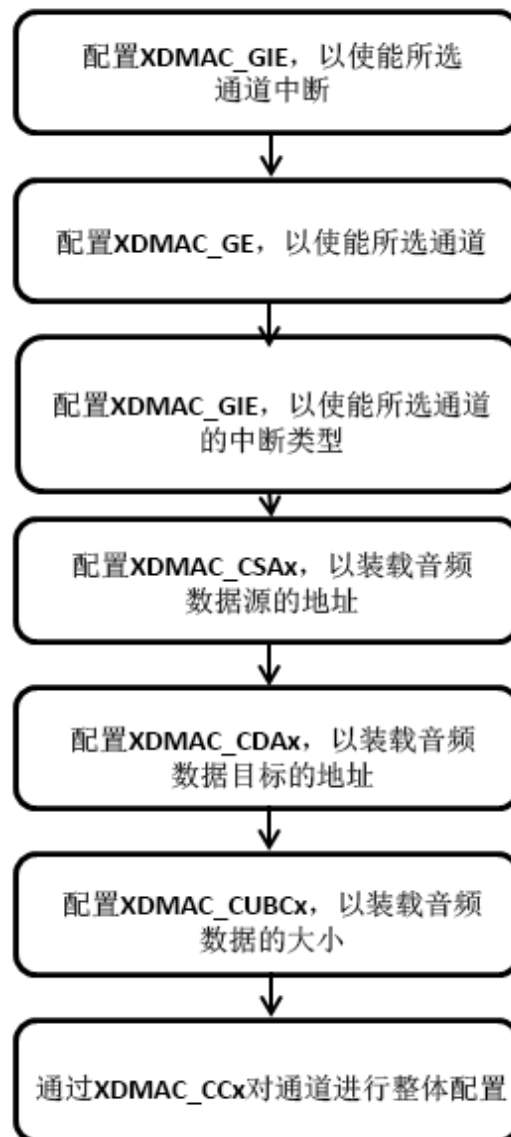 配置XDMAC_GIE，以使能所选
通道中断
配置XDMAC_GE，以使能所选通道
配置XDMAC_GIE，以使能所选通道
的中断类型
配置XDMAC_CSAx，以装载音频
数据源的地址
配置XDMAC_CDAx，以装载音频
数据目标的地址
配置XDMAC_CUBCx，以装载音频
数据的大小
通过XDMAC_CCx对通道进行整体配置